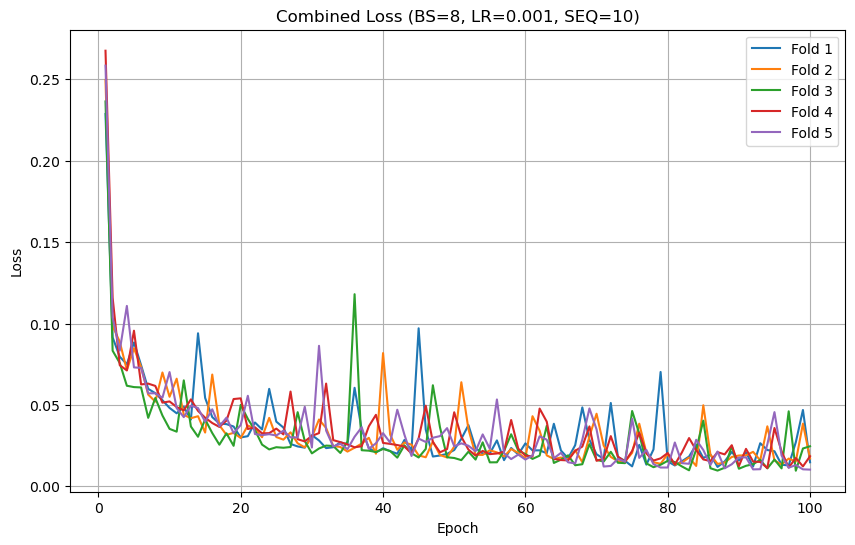 Combined Loss (BS=8, LR=0.001, SEQ=10)
Fold 1
Fold 2
Fold 3
Fold 4
Fold 5
Loss
0.25
0.20
0.15
0.10
0.05
0.00
0 20 40 60 80 100
Epoch